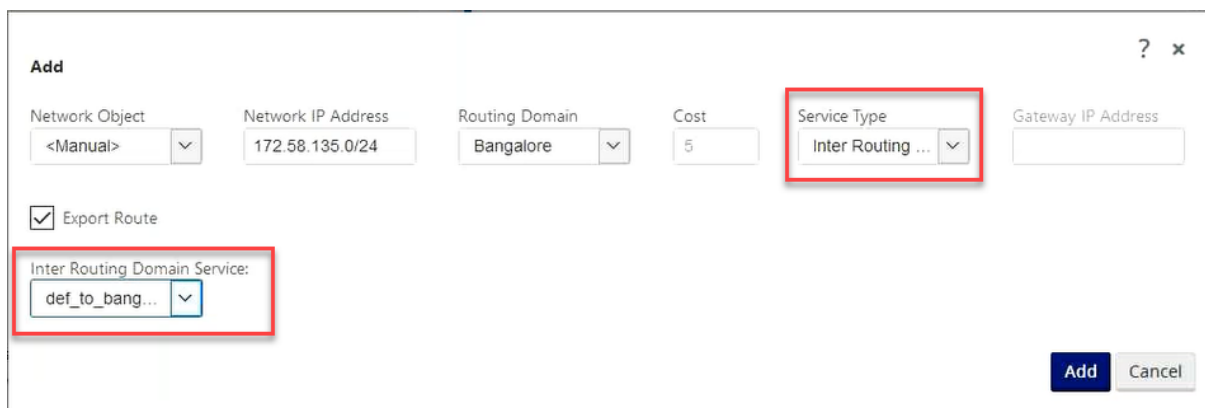 ? ×
Add
Network Object Network IP Address Routing Domain Cost Service Type Gateway IP Address
<Manual> 172.58.135.0/24 Bangalore 5 Inter Routing ...
Export Route
Inter Routing Domain Service:
def_to_bang...
Add Cancel